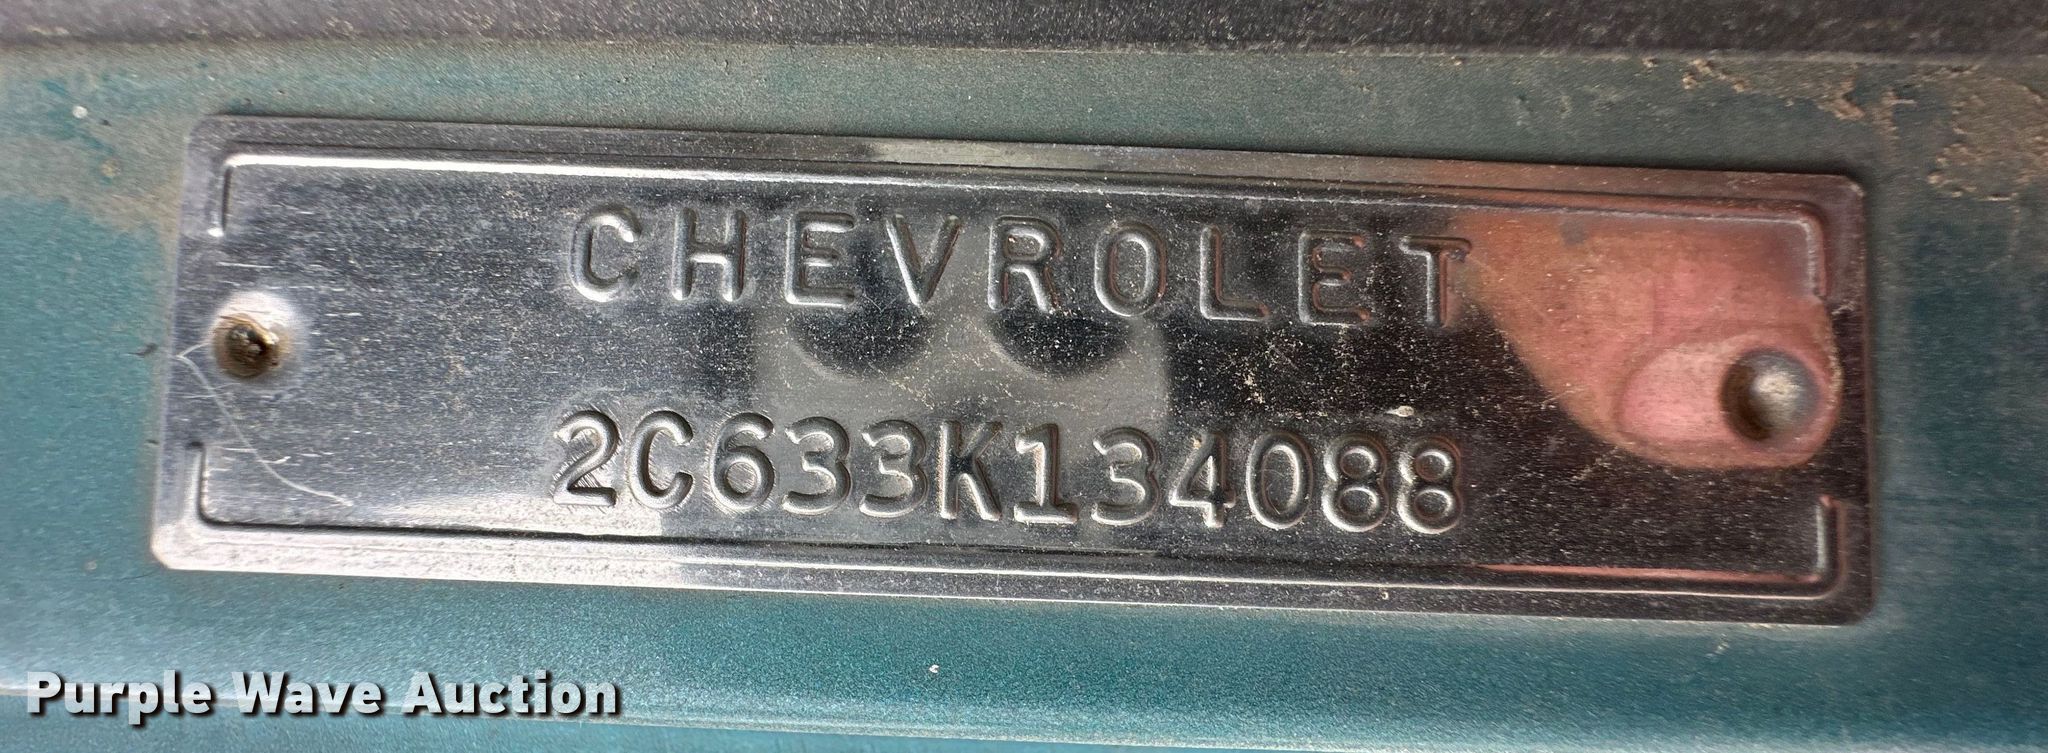 CHEVROLET
2C633K134088
Purple Wave Auction